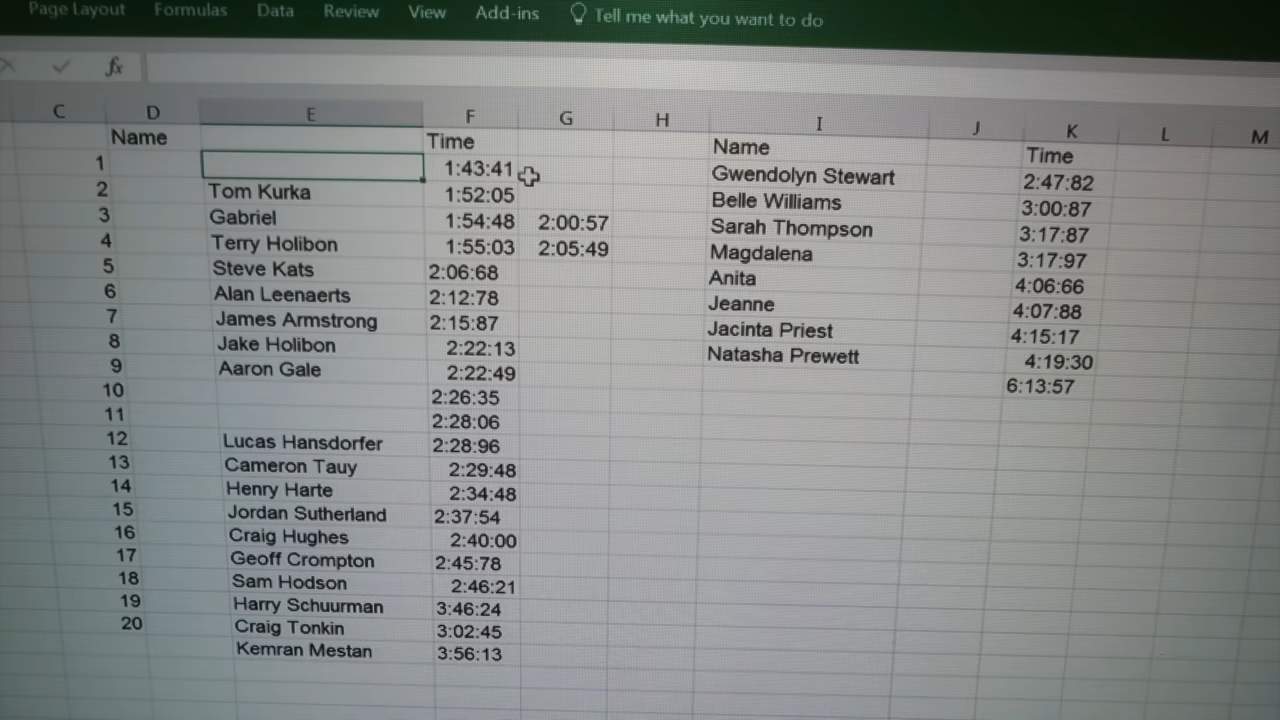 Page Layout Formulas Data Review View Add-ins Tell me what you want to do
fx
C D E F G H I J K L M
Name Time Name Time
1 1:43:41 Gwendolyn Stewart 2:47:82
2 Tom Kurka 1:52:05 Belle Williams 3:00:87
3 Gabriel 1:54:48 2:00:57 Sarah Thompson 3:17:87
4 Terry Holibon 1:55:03 2:05:49 Magdalena 3:17:97
5 Steve Kats 2:06:68 Anita 4:06:66
6 Alan Leenaerts 2:12:78 Jeanne 4:07:88
7 James Armstrong 2:15:87 Jacinta Priest 4:15:17
8 Jake Holibon 2:22:13 Natasha Prewett 4:19:30
9 Aaron Gale 2:22:49 6:13:57
10 2:26:35
11 2:28:06
12 Lucas Hansdorfer 2:28:96
13 Cameron Tauy 2:29:48
14 Henry Harte 2:34:48
15 Jordan Sutherland 2:37:54
16 Craig Hughes 2:40:00
17 Geoff Crompton 2:45:78
18 Sam Hodson 2:46:21
19 Harry Schuurman 3:46:24
20 Craig Tonkin 3:02:45
Kemran Mestan 3:56:13